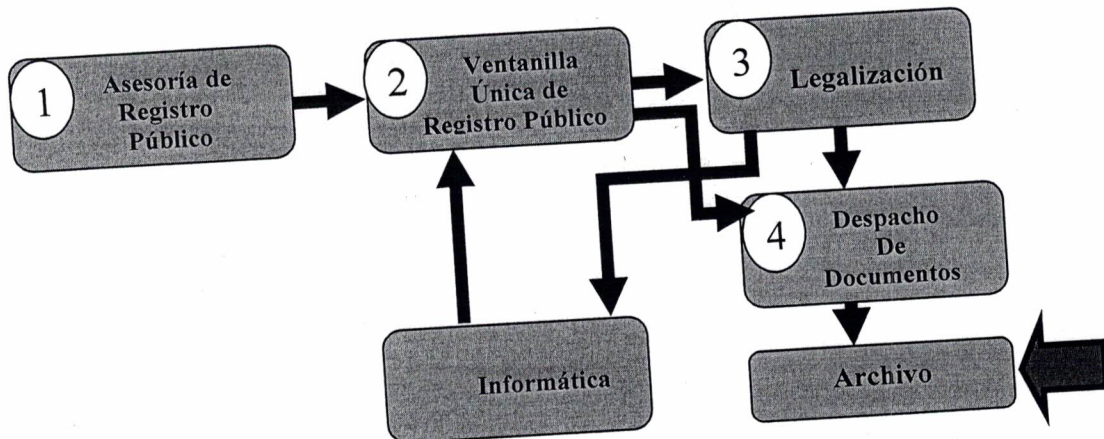 1
Asesoría de
Registro
Público
2
Ventanilla
Única de
Registro Público
3
Legalización
4
Despacho
De
Documentos
Informática
Archivo